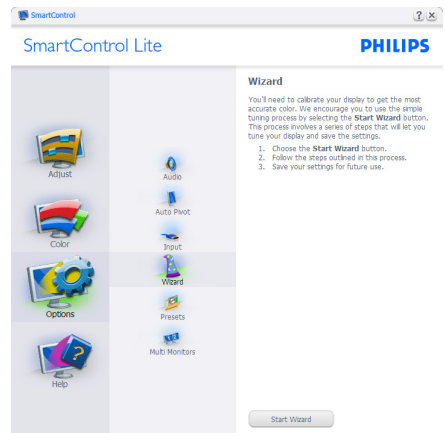 SmartControl
? ×
SmartControl Lite
PHILIPS
Adjust
Color
Options
Help
Audio
Auto Pivot
Input
Wizard
Presets
Multi Monitors
Wizard
You'll need to calibrate your display to get the most
accurate color. We encourage you to use the simple
tuning process by selecting the Start Wizard button.
This process involves a series of steps that will let you
tune your display and save the settings.
1. Choose the Start Wizard button.
2. Follow the steps outlined in this process.
3. Save your settings for future use.
Start Wizard